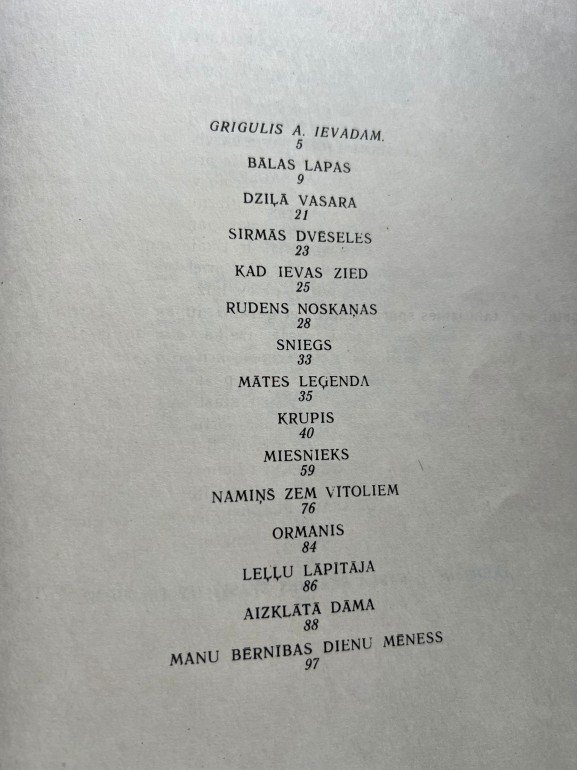 GRIGULIS A. IEVADAM.
5
BĀLAS LAPAS
9
DZIĻĀ VASARA
21
SIRMĀS DVĒSELES
23
KAD IEVAS ZIED
25
RUDENS NOSKAŅAS
28
SNIEGS
33
MĀTES LEĢENDA
35
KRUPIS
40
MIESNIEKS
59
NAMIŅŠ ZEM VĪTOLIEM
76
ORMANIS
84
LEĻĻU LĀPĪTĀJA
86
AIZKLĀTĀ DĀMA
88
MANU BĒRNĪBAS DIENU MĒNESS
97